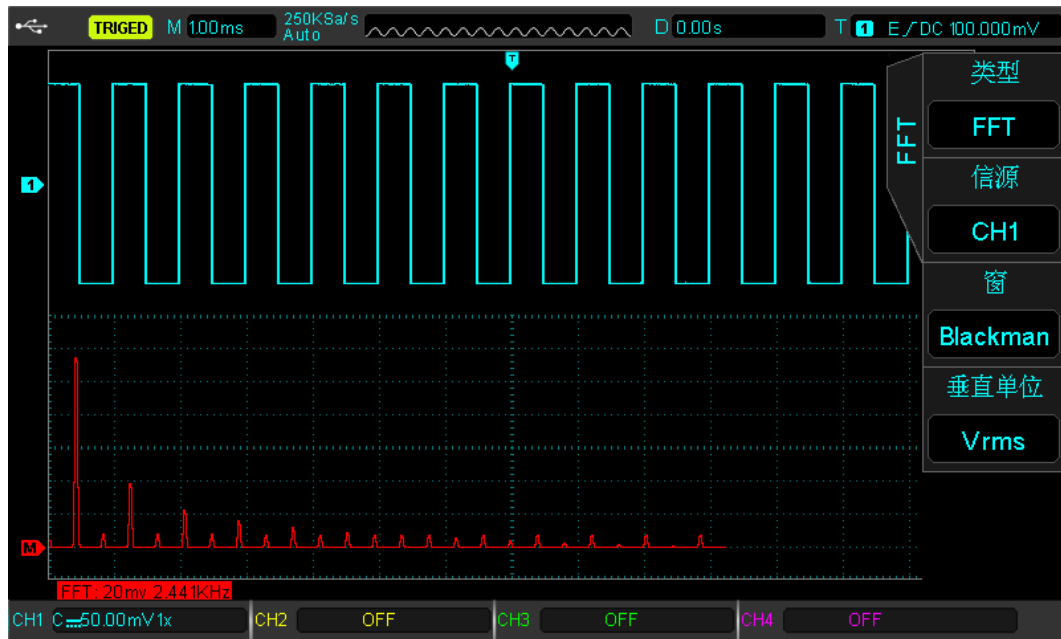 TRIGED M 1.00ms 250KSa/s Auto D 0.00s T 1 E DC 100.000mV
T
类型
FFT
FFT
信源
1
CH1
窗
Blackman
垂直单位
Vrms
M
FFT: 20mv 2.441KHz
CH1 C 50.00mV 1x CH2 OFF CH3 OFF CH4 OFF